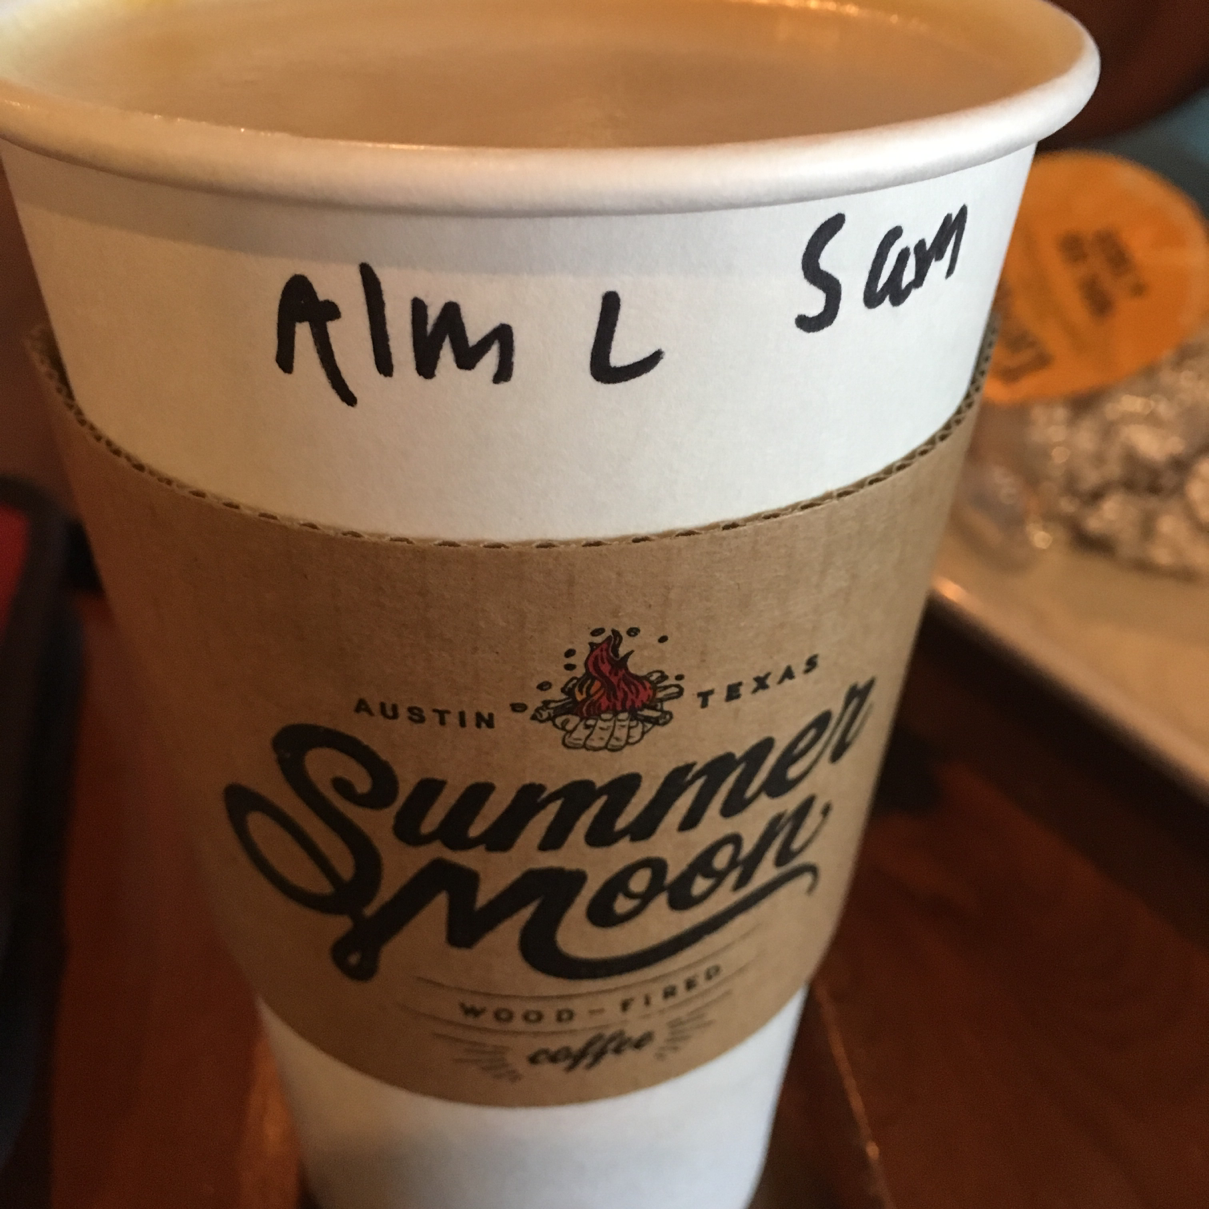 Alm L Sam
AUSTIN TEXAS
Summer
Moon
WOOD-FIRED
coffee